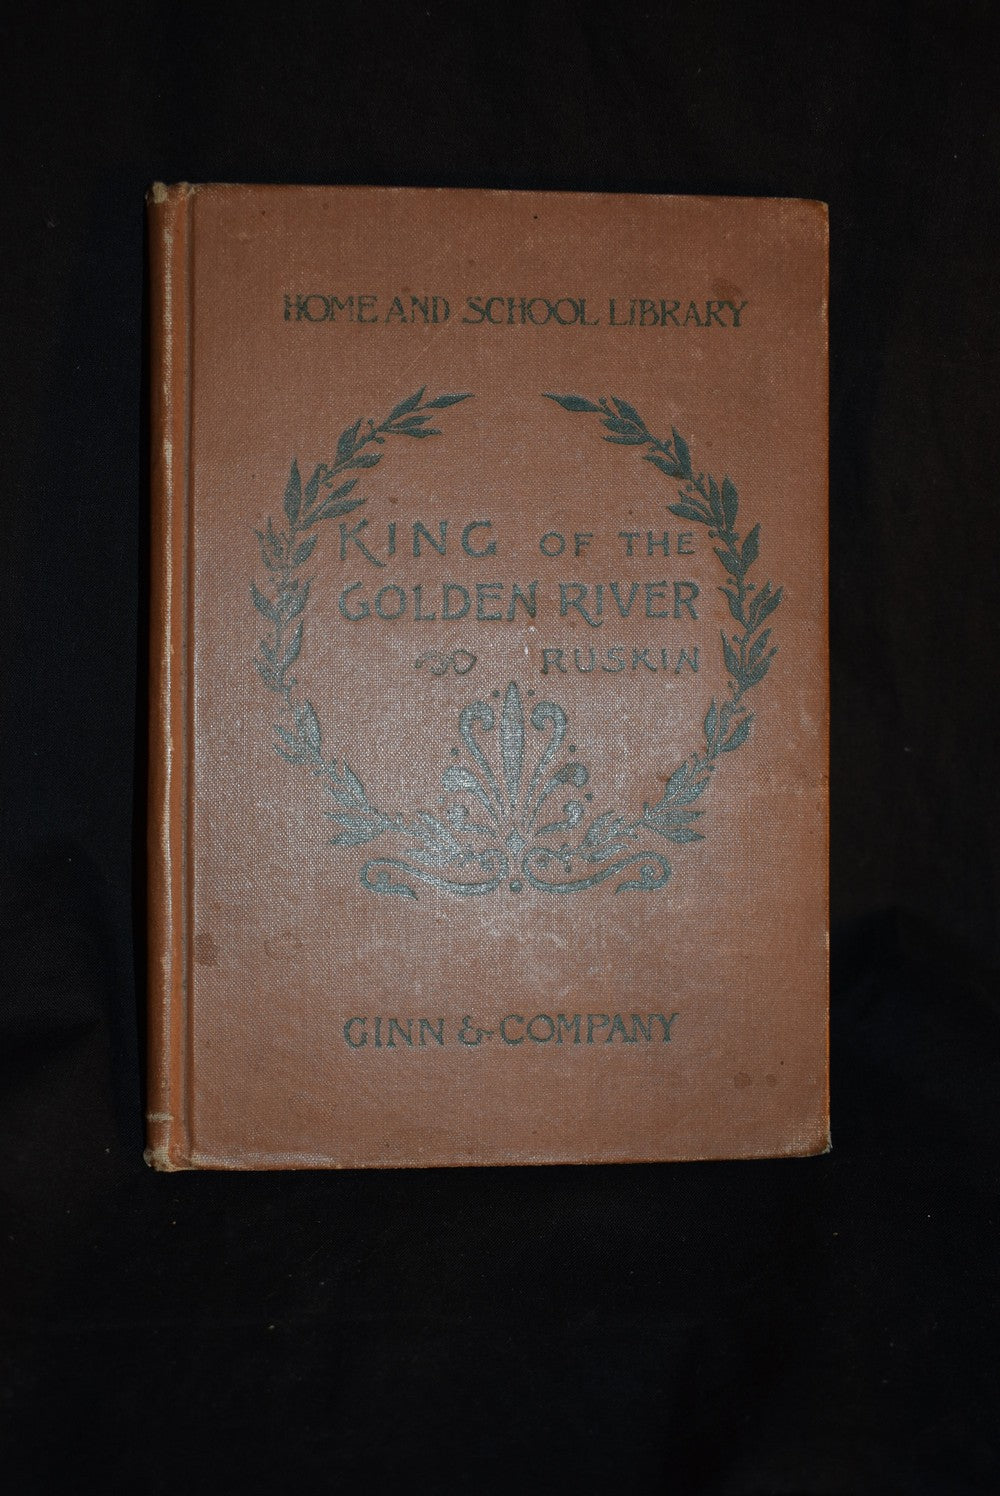 HOME AND SCHOOL LIBRARY
KING OF THE
GOLDEN RIVER
RUSKIN
GINN & COMPANY